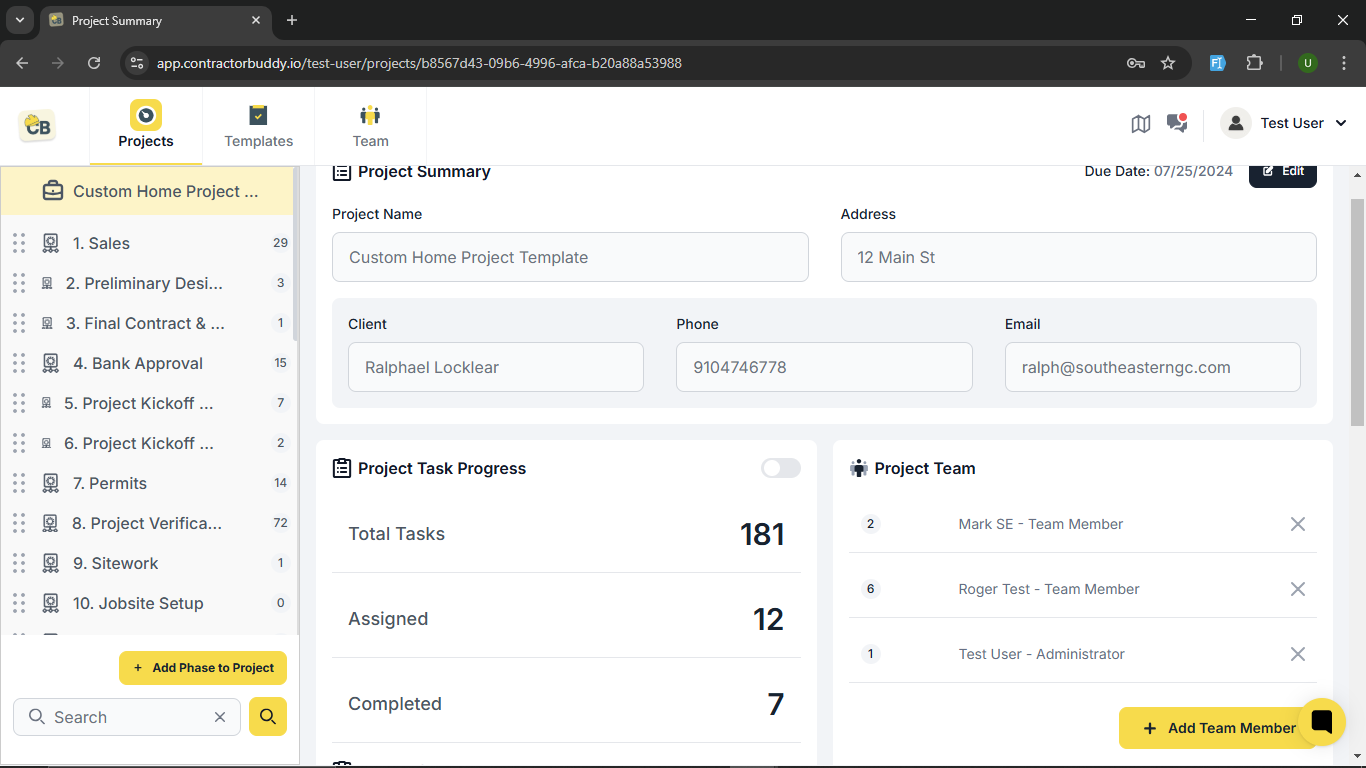 Project Summary
app.contractorbuddy.io/test-user/projects/b8567d43-09b6-4996-afca-b20a88a53988
U
CB
Projects
Templates
Team
Test User
Custom Home Project ...
1. Sales 29
2. Preliminary Desi... 3
3. Final Contract & ... 1
4. Bank Approval 15
5. Project Kickoff ... 7
6. Project Kickoff ... 2
7. Permits 14
8. Project Verifica... 72
9. Sitework 1
10. Jobsite Setup 0
+ Add Phase to Project
Search
Project Summary
Due Date: 07/25/2024
Edit
Project Name
Address
Custom Home Project Template
12 Main St
Client
Phone
Email
Ralphael Locklear
9104746778
ralph@southeasterngc.com
Project Task Progress
Total Tasks 181
Assigned 12
Completed 7
Project Team
2 Mark SE - Team Member
6 Roger Test - Team Member
1 Test User - Administrator
+ Add Team Member